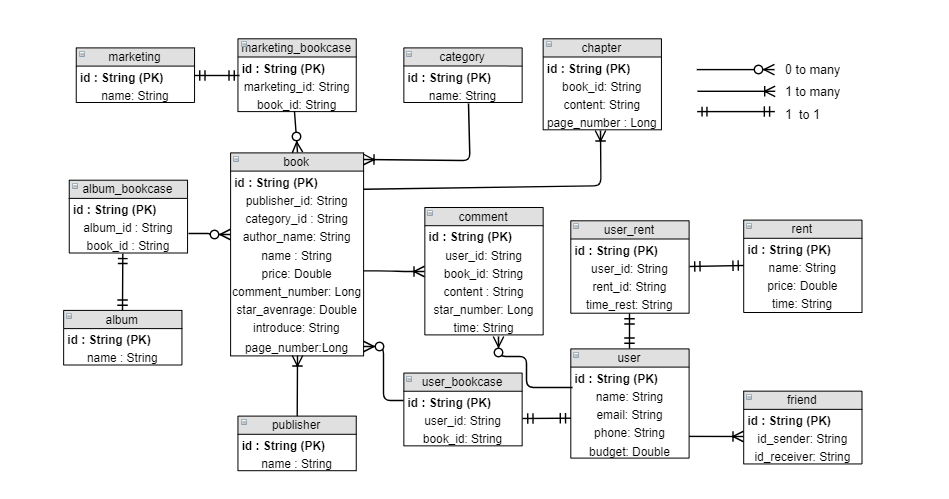 marketing
id : String (PK)
name: String
marketing_bookcase
id : String (PK)
marketing_id: String
book_id: String
category
id : String (PK)
name: String
chapter
id : String (PK)
book_id: String
content: String
page_number : Long
0 to many
1 to many
1 to 1
album_bookcase
id : String (PK)
album_id : String
book_id : String
book
id : String (PK)
publisher_id: String
category_id : String
author_name: String
name : String
price: Double
comment_number: Long
star_avenrage: Double
introduce: String
page_number:Long
comment
id : String (PK)
user_id: String
book_id: String
content : String
star_number: Long
time: String
user_rent
id : String (PK)
user_id: String
rent_id: String
time_rest: String
rent
id : String (PK)
name: String
price: Double
time: String
album
id : String (PK)
name : String
user_bookcase
id : String (PK)
user_id: String
book_id: String
user
id : String (PK)
name: String
email: String
phone: String
budget: Double
friend
id : String (PK)
id_sender: String
id_receiver: String
publisher
id : String (PK)
name : String